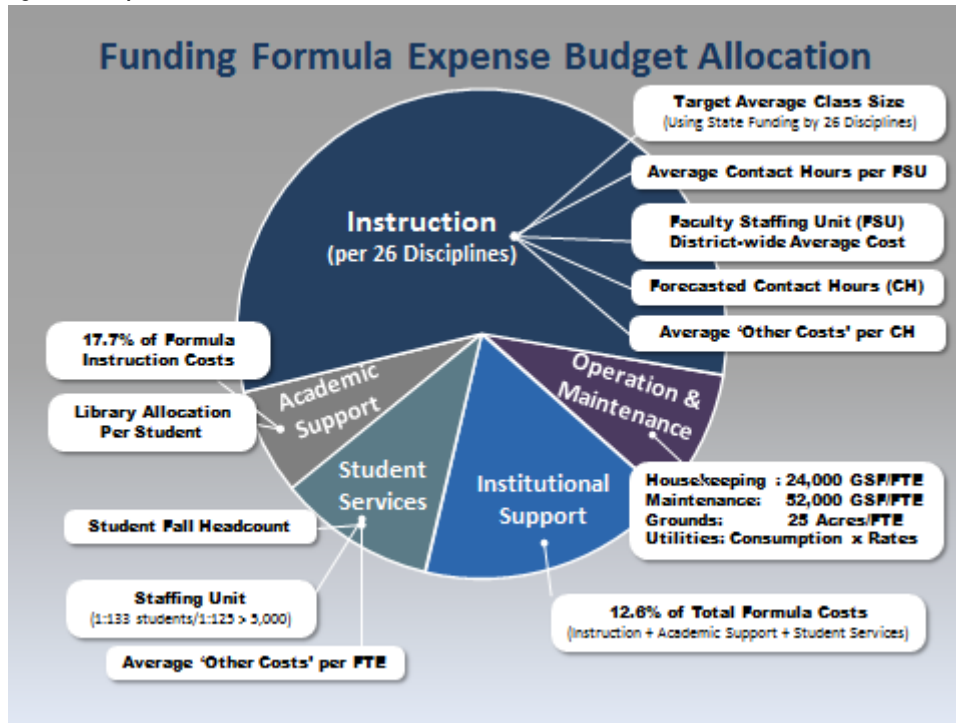 Funding Formula Expense Budget Allocation
Target Average Class Size
(Using State Funding by 26 Disciplines)
Average Contact Hours per FSU
Instruction
(per 26 Disciplines)
Faculty Staffing Unit (FSU)
District-wide Average Cost
Forecasted Contact Hours (CH)
Average ‘Other Costs’ per CH
17.7% of Formula
Instruction Costs
Library Allocation
Per Student
Academic
Support
Operation &
Maintenance
Student
Services
Institutional
Support
Housekeeping : 24,000 GSF/FTE
Maintenance: 52,000 GSF/FTE
Grounds: 25 Acres/FTE
Utilities: Consumption x Rates
Student Fall Headcount
Staffing Unit
(1:133 students/1:125 > 5,000)
Average ‘Other Costs’ per FTE
12.6% of Total Formula Costs
(Instruction + Academic Support + Student Services)